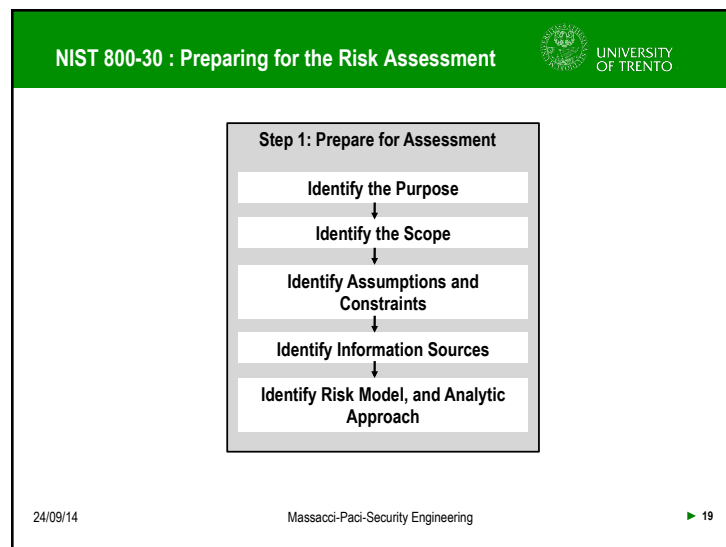 NIST 800-30 : Preparing for the Risk Assessment
UNIVERSITY
OF TRENTO
Step 1: Prepare for Assessment
Identify the Purpose
Identify the Scope
Identify Assumptions and
Constraints
Identify Information Sources
Identify Risk Model, and Analytic
Approach
24/09/14
Massacci-Paci-Security Engineering
► 19